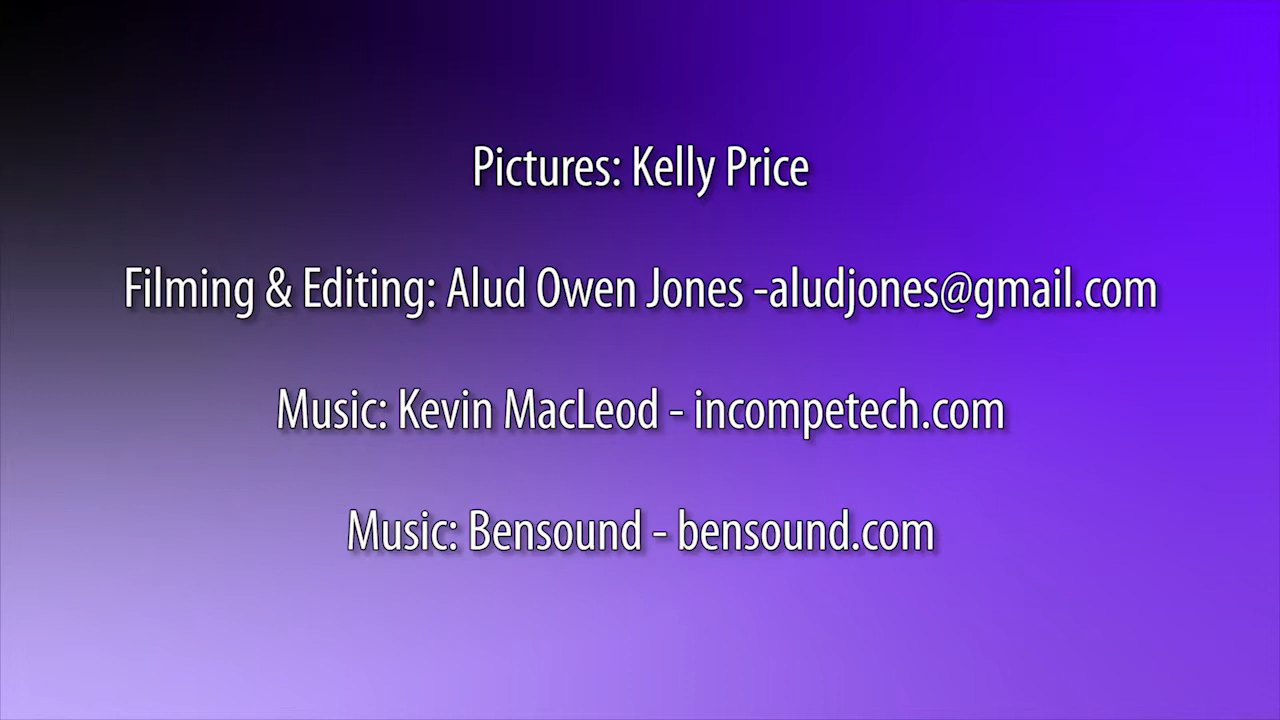 Pictures: Kelly Price
Filming & Editing: Alud Owen Jones -aludjones@gmail.com
Music: Kevin MacLeod - incompetech.com
Music: Bensound - bensound.com